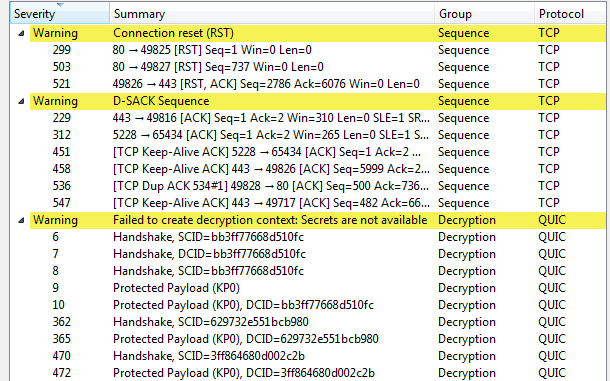 Severity Summary Group Protocol
Warning Connection reset (RST) Sequence TCP
299 80 → 49825 [RST] Seq=1 Win=0 Len=0 Sequence TCP
503 80 → 49827 [RST] Seq=737 Win=0 Len=0 Sequence TCP
521 49826 → 443 [RST, ACK] Seq=2786 Ack=6076 Win=0 Len=0 Sequence TCP
Warning D-SACK Sequence Sequence TCP
229 443 → 49816 [ACK] Seq=1 Ack=2 Win=310 Len=0 SLE=1 SR... Sequence TCP
312 5228 → 65434 [ACK] Seq=1 Ack=2 Win=265 Len=0 SLE=0 SR... Sequence TCP
451 [TCP Keep-Alive ACK] 5228 → 65434 [ACK] Seq=1 Ack=2 ... Sequence TCP
458 [TCP Keep-Alive ACK] 443 → 49826 [ACK] Seq=5999 Ack=2... Sequence TCP
536 [TCP Dup ACK 534#1] 49828 → 80 [ACK] Seq=500 Ack=736... Sequence TCP
547 [TCP Keep-Alive ACK] 443 → 49717 [ACK] Seq=482 Ack=66... Sequence TCP
Warning Failed to create decryption context: Secrets are not available Decryption QUIC
6 Handshake, SCID=bb3ff77668d510fc Decryption QUIC
7 Handshake, DCID=bb3ff77668d510fc Decryption QUIC
8 Handshake, SCID=bb3ff77668d510fc Decryption QUIC
9 Protected Payload (KP0) Decryption QUIC
10 Protected Payload (KP0), DCID=bb3ff77668d510fc Decryption QUIC
362 Handshake, SCID=629732e551bcb980 Decryption QUIC
365 Protected Payload (KP0), DCID=629732e551bcb980 Decryption QUIC
470 Handshake, SCID=3ff864680d002c2b Decryption QUIC
472 Protected Payload (KP0), DCID=3ff864680d002c2b Decryption QUIC